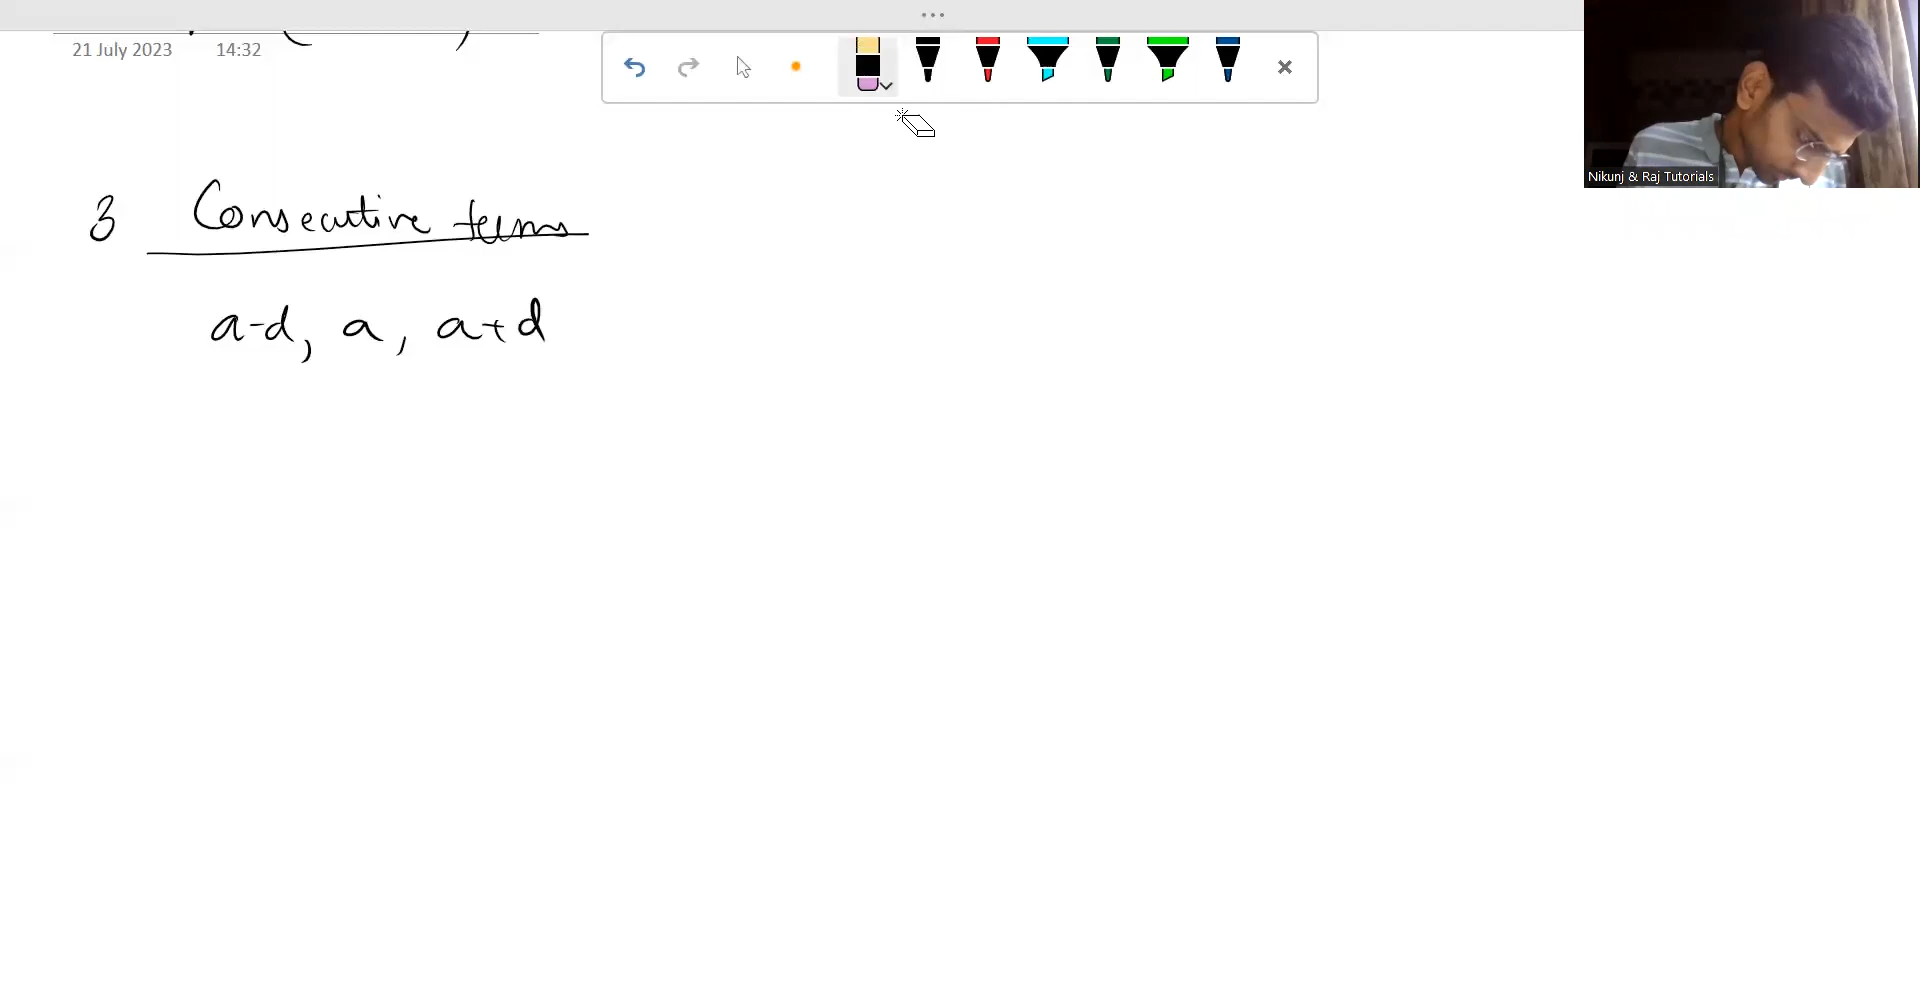 21 July 2023 14:32
Nikunj & Raj Tutorials
3 Consecutive terms
a-d, a, a+d